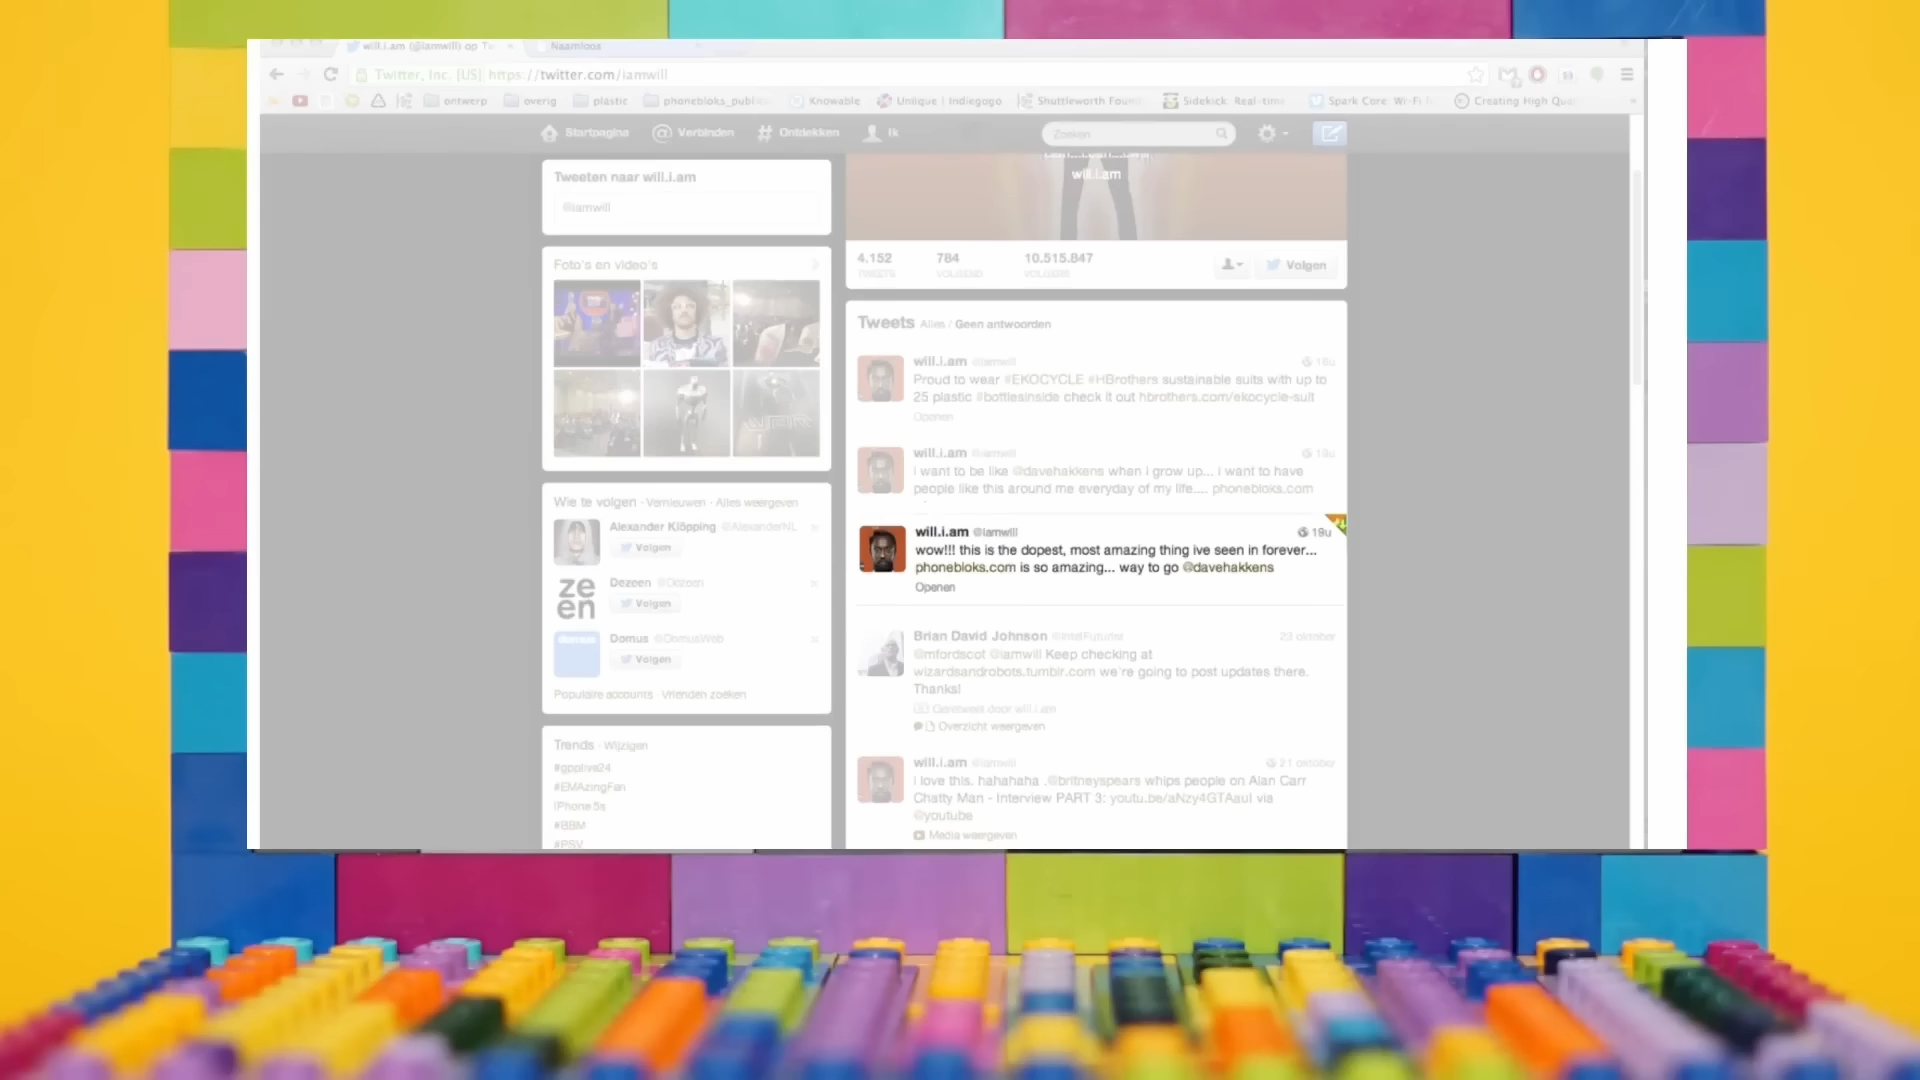 will.i.am (@iamwill) op Tw
Naamloos
Twitter, Inc. [US] https://twitter.com/iamwill
ontwerp overig plastic phonebloks_public Knowable Unlique | Indiegogo Shuttleworth Foun Sidekick: Real-time Spark Core: Wi-Fi f Creating High Qua
Startpagina Verbinden Ontdekken Ik Zoeken
Tweeten naar will.i.am
@iamwill
Foto's en video's
Wie te volgen · Vernieuwen · Alles weergeven
Alexander Klöpping @AlexanderNL
Volgen
ze
en
Dezeen @Dezeen
Volgen
domus
Domus @DomusWeb
Volgen
Populaire accounts · Vrienden zoeken
Trends · Wijzigen
#gpplive24
#EMAzingFan
iPhone 5s
#BBM
#PSV
will.i.am
4.152 784 10.515.847
TWEETS VOLGEND VOLGERS
Volgen
Tweets Alles / Geen antwoorden
will.i.am @iamwill
Proud to wear #EKOCYCLE #HBrothers sustainable suits with up to
25 plastic #bottlesinside check it out hbrothers.com/ekocycle-suit
Openen
will.i.am @iamwill 19u
i want to be like @davehakkens when i grow up... i want to have
people like this around me everyday of my life.... phonebloks.com
will.i.am @iamwill 19u
wow!!! this is the dopest, most amazing thing ive seen in forever...
phonebloks.com is so amazing... way to go @davehakkens
Openen
Brian David Johnson @IntelFuturist 23 oktober
@mfordscot @iamwill Keep checking at
wizardsandrobots.tumblr.com we're going to post updates there.
Thanks!
Geretweet door will.i.am
Overzicht weergeven
will.i.am @iamwill 21 oktober
I love this. hahahaha .@britneyspears whips people on Alan Carr
Chatty Man - Interview PART 3: youtu.be/aNzy4GTAauI via
@youtube
Media weergeven